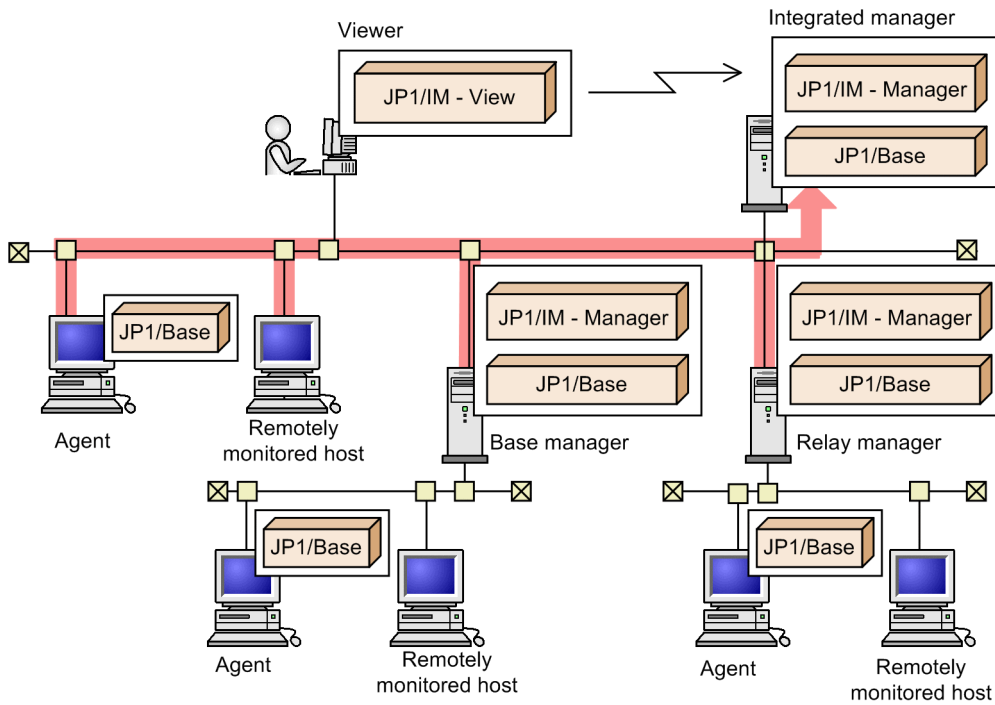 Viewer
Integrated manager
JP1/IM - View
JP1/IM - Manager
JP1/Base
JP1/Base
JP1/IM - Manager
JP1/Base
JP1/IM - Manager
JP1/Base
Agent
Remotely
monitored host
Base manager
Relay manager
JP1/Base
JP1/Base
Agent
Remotely
monitored host
Agent
Remotely
monitored host